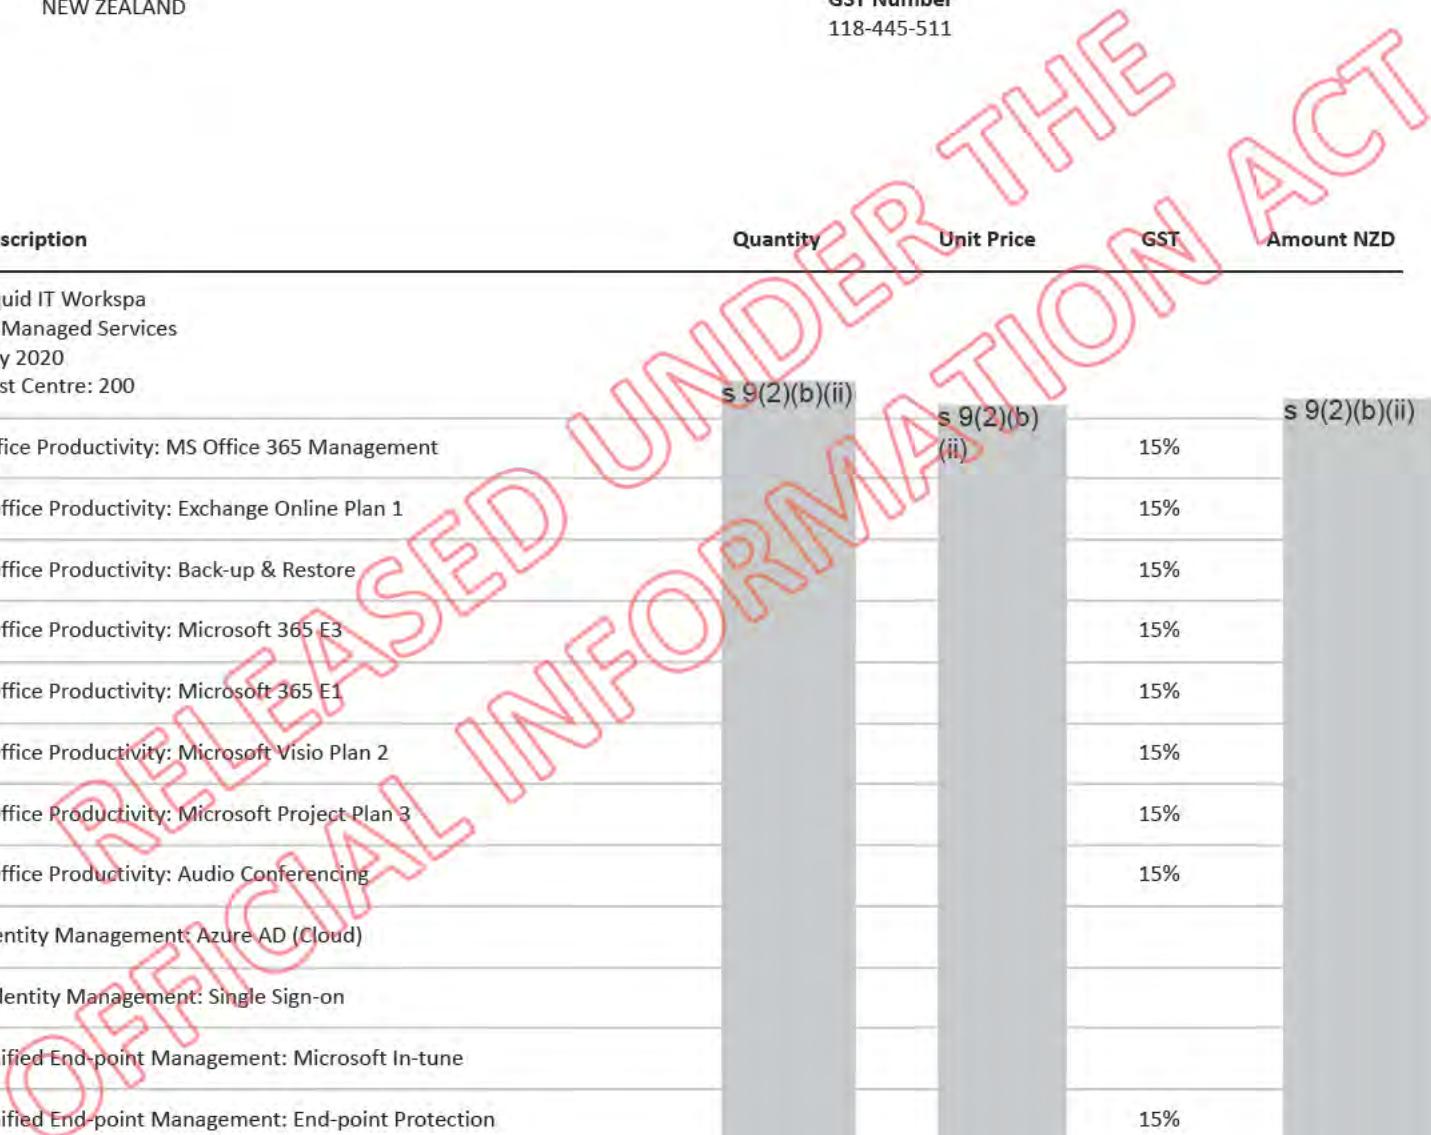 NEW ZEALAND
GST Number
118-445-511
scription Quantity Unit Price GST Amount NZD
uid IT Workspa
Managed Services
y 2020
st Centre: 200
s 9(2)(b)(ii) s 9(2)(b)(ii) s 9(2)(b)(ii)
fice Productivity: MS Office 365 Management 15%
ffice Productivity: Exchange Online Plan 1 15%
ffice Productivity: Back-up & Restore 15%
ffice Productivity: Microsoft 365 E3 15%
ffice Productivity: Microsoft 365 E1 15%
ffice Productivity: Microsoft Visio Plan 2 15%
ffice Productivity: Microsoft Project Plan 3 15%
ffice Productivity: Audio Conferencing 15%
entity Management: Azure AD (Cloud)
dentity Management: Single Sign-on
ified End-point Management: Microsoft In-tune
ified End-point Management: End-point Protection 15%
RELEASED UNDER THE
OFFICIAL INFORMATION ACT